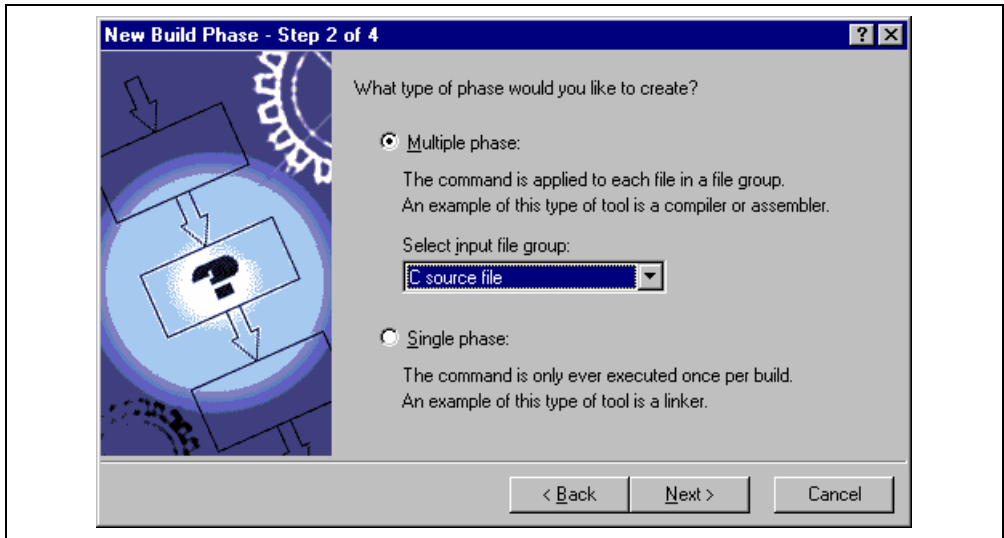 New Build Phase - Step 2 of 4
What type of phase would you like to create?
Multiple phase:
The command is applied to each file in a file group.
An example of this type of tool is a compiler or assembler.
Select input file group:
C source file
Single phase:
The command is only ever executed once per build.
An example of this type of tool is a linker.
< Back
Next >
Cancel